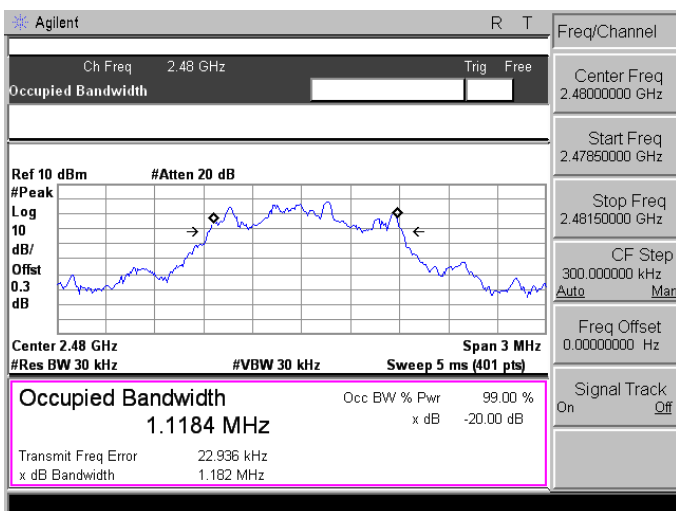 Agilent R T
Ch Freq 2.48 GHz Trig Free
Occupied Bandwidth
Ref 10 dBm #Atten 20 dB
#Peak
Log
10
dB/
Offst
0.3
dB
Center 2.48 GHz Span 3 MHz
#Res BW 30 kHz #VBW 30 kHz Sweep 5 ms (401 pts)
Occupied Bandwidth Occ BW % Pwr 99.00 %
1.1184 MHz x dB -20.00 dB
Transmit Freq Error 22.936 kHz
x dB Bandwidth 1.182 MHz
Freq/Channel
Center Freq
2.48000000 GHz
Start Freq
2.47850000 GHz
Stop Freq
2.48150000 GHz
CF Step
300.000000 kHz
Auto Man
Freq Offset
0.00000000 Hz
Signal Track
On Off